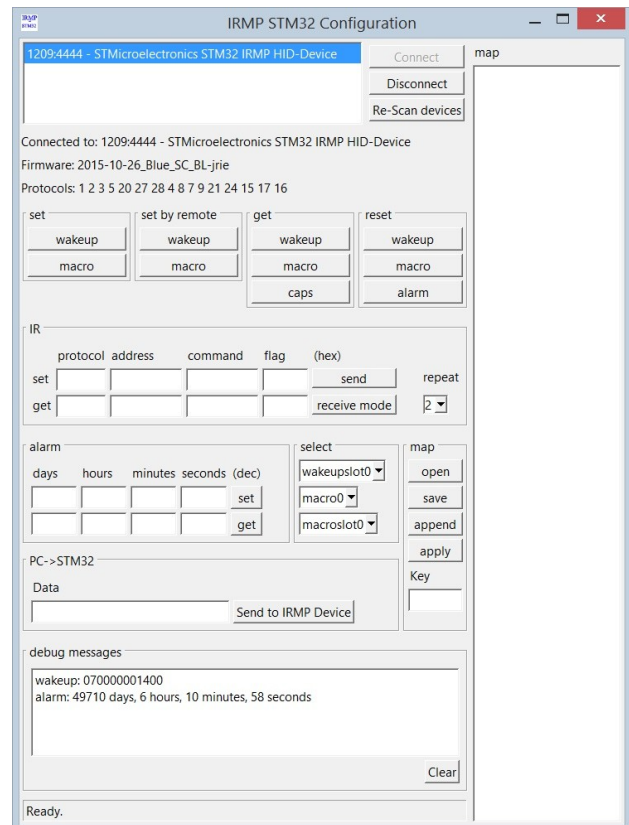 IRMP STM32
IRMP STM32 Configuration
1209:4444 - STMicroelectronics STM32 IRMP HID-Device
Connect
Disconnect
Re-Scan devices
map
Connected to: 1209:4444 - STMicroelectronics STM32 IRMP HID-Device
Firmware: 2015-10-26_Blue_SC_BL-jrie
Protocols: 1 2 3 5 20 27 28 4 8 7 9 21 24 15 17 16
set set by remote get reset
wakeup wakeup wakeup wakeup
macro macro macro macro
caps alarm
IR
protocol address command flag (hex)
set send repeat
get receive mode 2
alarm select map
days hours minutes seconds (dec) wakeupslot0 open
set macro0 save
get macroslot0 append
apply
PC->STM32
Key
Data
Send to IRMP Device
debug messages
wakeup: 070000001400
alarm: 49710 days, 6 hours, 10 minutes, 58 seconds
Clear
Ready.